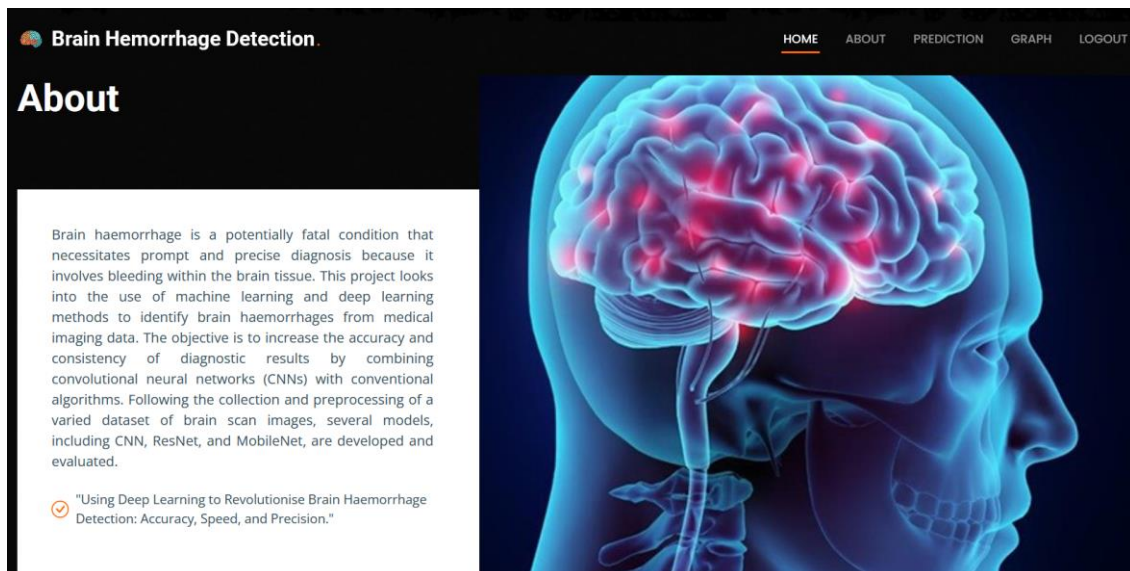 Brain Hemorrhage Detection.
HOME ABOUT PREDICTION GRAPH LOGOUT
About
Brain haemorrhage is a potentially fatal condition that
necessitates prompt and precise diagnosis because it
involves bleeding within the brain tissue. This project looks
into the use of machine learning and deep learning
methods to identify brain haemorrhages from medical
imaging data. The objective is to increase the accuracy and
consistency of diagnostic results by combining
convolutional neural networks (CNNs) with conventional
algorithms. Following the collection and preprocessing of a
varied dataset of brain scan images, several models,
including CNN, ResNet, and MobileNet, are developed and
evaluated.
"Using Deep Learning to Revolutionise Brain Haemorrhage
Detection: Accuracy, Speed, and Precision."